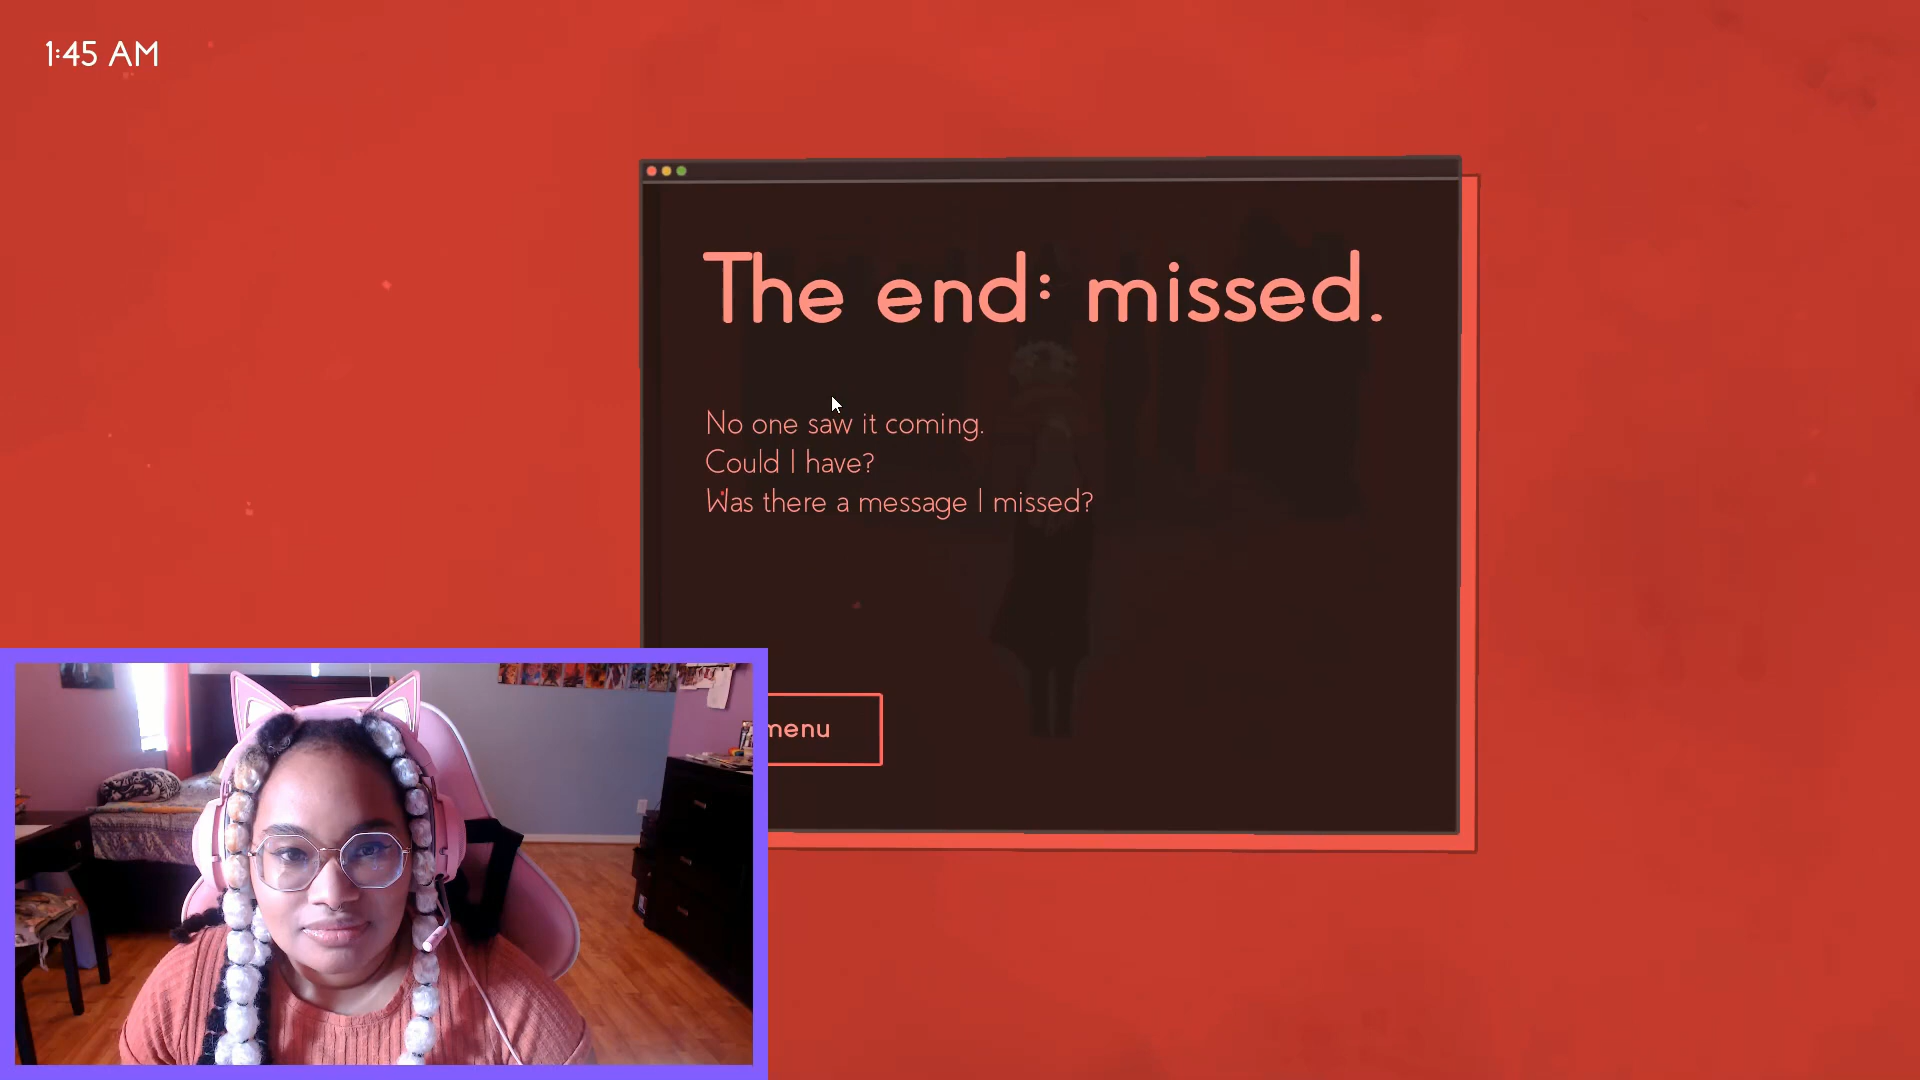 1:45 AM
The end: missed.
No one saw it coming.
Could I have?
Was there a message I missed?
menu